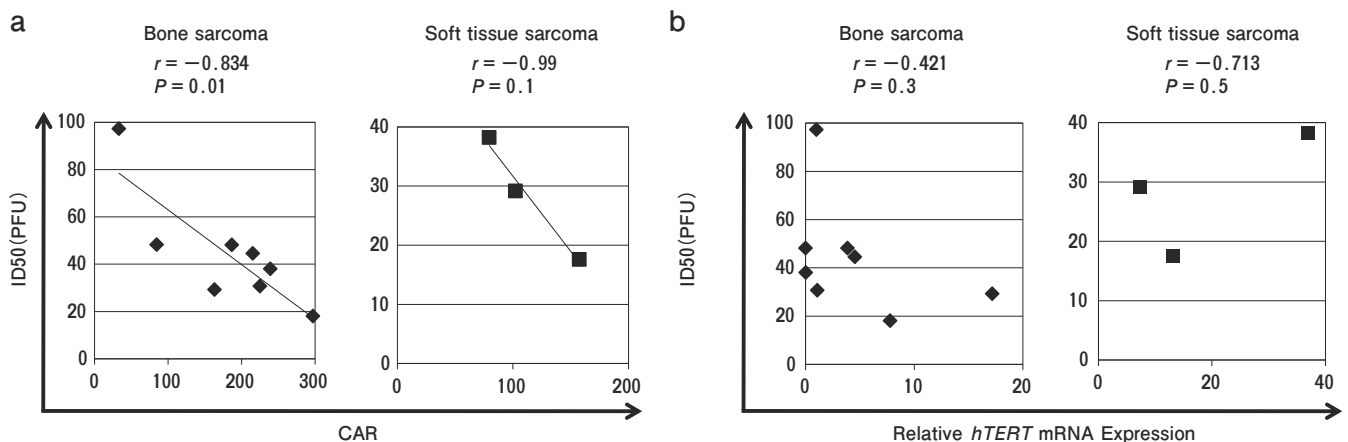 a
Bone sarcoma
r = −0.834
P = 0.01
Soft tissue sarcoma
r = −0.99
P = 0.1
ID50(PFU)
100
80
60
40
20
0
0 100 200 300
40
30
20
10
0
0 100 200
CAR
b
Bone sarcoma
r = −0.421
P = 0.3
Soft tissue sarcoma
r = −0.713
P = 0.5
ID50(PFU)
100
80
60
40
20
0
0 10 20
40
30
20
10
0
0 20 40
Relative hTERT mRNA Expression